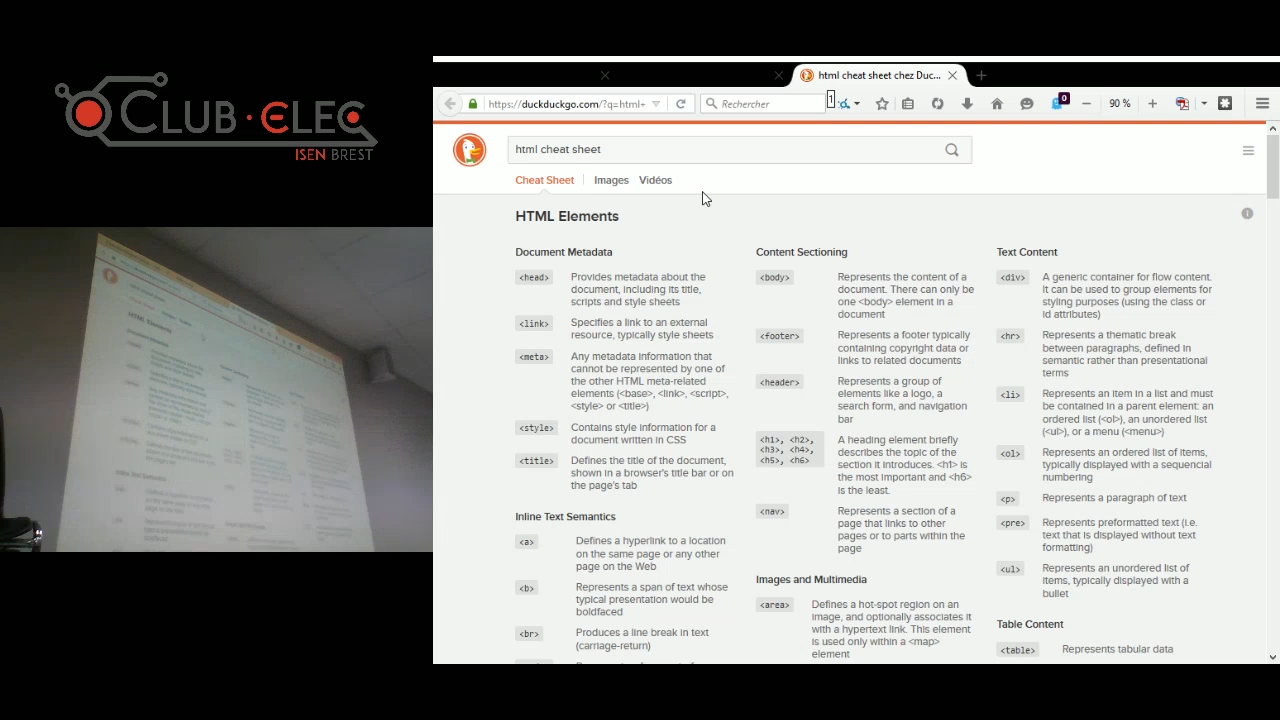 CLUB·ELEC
ISEN BREST
html cheat sheet chez Duc...
https://duckduckgo.com/?q=html+
Rechercher
1
0
90 %
html cheat sheet
Cheat Sheet
Images
Vidéos
HTML Elements
Document Metadata
<head>
Provides metadata about the
document, including its title,
scripts and style sheets
<link>
Specifies a link to an external
resource, typically style sheets
<meta>
Any metadata information that
cannot be represented by one of
the other HTML meta-related
elements (<base>, <link>, <script>,
<style> or <title>)
<style>
Contains style information for a
document written in CSS
<title>
Defines the title of the document,
shown in a browser's title bar or on
the page's tab
Inline Text Semantics
<a>
Defines a hyperlink to a location
on the same page or any other
page on the Web
<b>
Represents a span of text whose
typical presentation would be
boldfaced
<br>
Produces a line break in text
(carriage-return)
Content Sectioning
<body>
Represents the content of a
document. There can only be
one <body> element in a
document
<footer>
Represents a footer typically
containing copyright data or
links to related documents
<header>
Represents a group of
elements like a logo, a
search form, and navigation
bar
<h1>, <h2>,
<h3>, <h4>,
<h5>, <h6>
A heading element briefly
describes the topic of the
section it introduces. <h1> is
the most important and <h6>
is the least.
<nav>
Represents a section of a
page that links to other
pages or to parts within the
page
Images and Multimedia
<area>
Defines a hot-spot region on an
image, and optionally associates it
with a hypertext link. This element
is used only within a <map>
element
Text Content
<div>
A generic container for flow content.
It can be used to group elements for
styling purposes (using the class or
id attributes)
<hr>
Represents a thematic break
between paragraphs, defined in
semantic rather than presentational
terms
<li>
Represents an item in a list and must
be contained in a parent element: an
ordered list (<ol>), an unordered list
(<ul>), or a menu (<menu>)
<ol>
Represents an ordered list of items,
typically displayed with a sequential
numbering
<p>
Represents a paragraph of text
<pre>
Represents preformatted text (i.e.
text that is displayed without text
formatting)
<ul>
Represents an unordered list of
items, typically displayed with a
bullet
Table Content
<table>
Represents tabular data